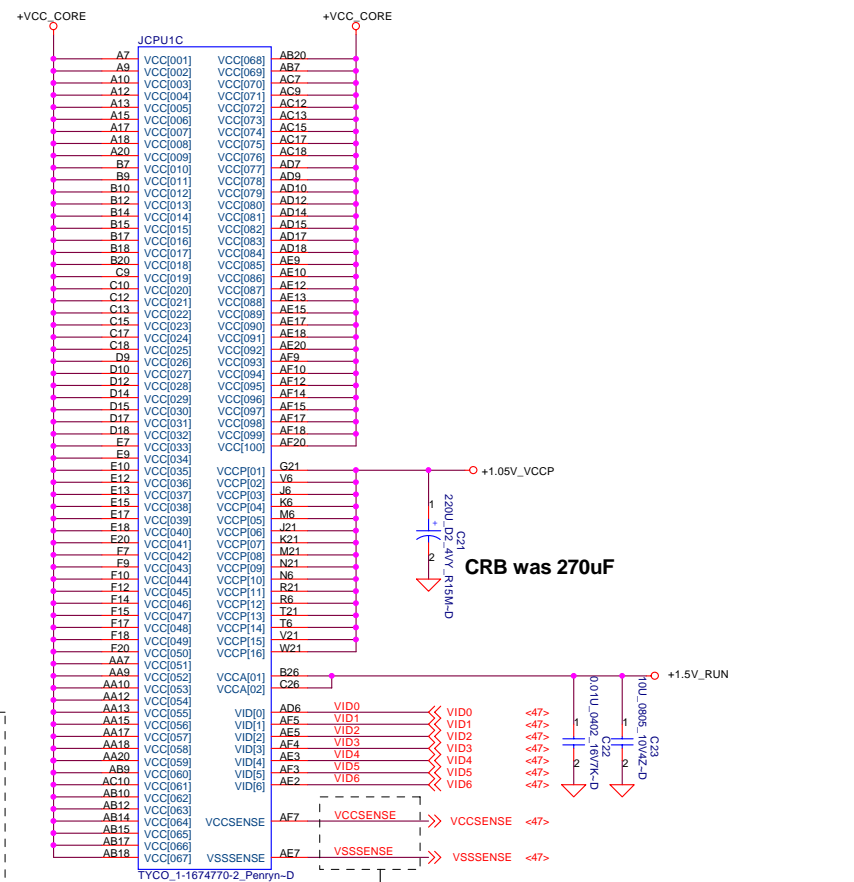 +VCC_CORE +VCC_CORE
JCPU1C
A7 VCC[001] VCC[068] AB20
A9 VCC[002] VCC[069] AB7
A10 VCC[003] VCC[070] AC7
A12 VCC[004] VCC[071] AC9
A13 VCC[005] VCC[072] AC12
A15 VCC[006] VCC[073] AC13
A17 VCC[007] VCC[074] AC15
A18 VCC[008] VCC[075] AC17
A20 VCC[009] VCC[076] AC18
B7 VCC[010] VCC[077] AD7
B9 VCC[011] VCC[078] AD9
B10 VCC[012] VCC[079] AD10
B12 VCC[013] VCC[080] AD12
B14 VCC[014] VCC[081] AD14
B15 VCC[015] VCC[082] AD15
B17 VCC[016] VCC[083] AD17
B18 VCC[017] VCC[084] AD18
B20 VCC[018] VCC[085] AE9
C9 VCC[019] VCC[086] AE10
C10 VCC[020] VCC[087] AE12
C12 VCC[021] VCC[088] AE13
C13 VCC[022] VCC[089] AE15
C15 VCC[023] VCC[090] AE17
C17 VCC[024] VCC[091] AE18
C18 VCC[025] VCC[092] AE20
D9 VCC[026] VCC[093] AF9
D10 VCC[027] VCC[094] AF10
D12 VCC[028] VCC[095] AF12
D14 VCC[029] VCC[096] AF14
D15 VCC[030] VCC[097] AF15
D17 VCC[031] VCC[098] AF17
D18 VCC[032] VCC[099] AF18
E7 VCC[033] VCC[100] AF20
E9 VCC[034]
E10 VCC[035] VCCP[01] G21 +1.05V_VCCP
E12 VCC[036] VCCP[02] V6
E13 VCC[037] VCCP[03] J6
E15 VCC[038] VCCP[04] K6
E17 VCC[039] VCCP[05] M6
E18 VCC[040] VCCP[06] J21
E20 VCC[041] VCCP[07] K21
F7 VCC[042] VCCP[08] M21
F9 VCC[043] VCCP[09] N21
F10 VCC[044] VCCP[10] N6
F12 VCC[045] VCCP[11] R21
F14 VCC[046] VCCP[12] R6
F15 VCC[047] VCCP[13] T21
F17 VCC[048] VCCP[14] T6
F18 VCC[049] VCCP[15] V21
F20 VCC[050] VCCP[16] W21
1
+
2
C21
220U_D2_4VY_R15M~D
CRB was 270uF
AA7 VCC[051]
AA9 VCC[052] VCCA[01] B26 +1.5V_RUN
AA10 VCC[053] VCCA[02] C26
AA12 VCC[054]
AA13 VCC[055] VID[0] AD6 VID0 VID0 <47>
AA15 VCC[056] VID[1] AF5 VID1 VID1 <47>
AA17 VCC[057] VID[2] AE5 VID2 VID2 <47>
AA18 VCC[058] VID[3] AF4 VID3 VID3 <47>
AA20 VCC[059] VID[4] AE3 VID4 VID4 <47>
AB9 VCC[060] VID[5] AF3 VID5 VID5 <47>
AC10 VCC[061] VID[6] AE2 VID6 VID6 <47>
1
2
C22
0.01U_0402_16V7K~D
1
2
C23
10U_0805_10V4Z~D
AB10 VCC[062]
AB12 VCC[063]
AB14 VCC[064] VCCSENSE AF7 VCCSENSE VCCSENSE <47>
AB15 VCC[065]
AB17 VCC[066]
AB18 VCC[067] VSSSENSE AE7 VSSSENSE VSSSENSE <47>
TYCO_1-1674770-2_Penryn~D